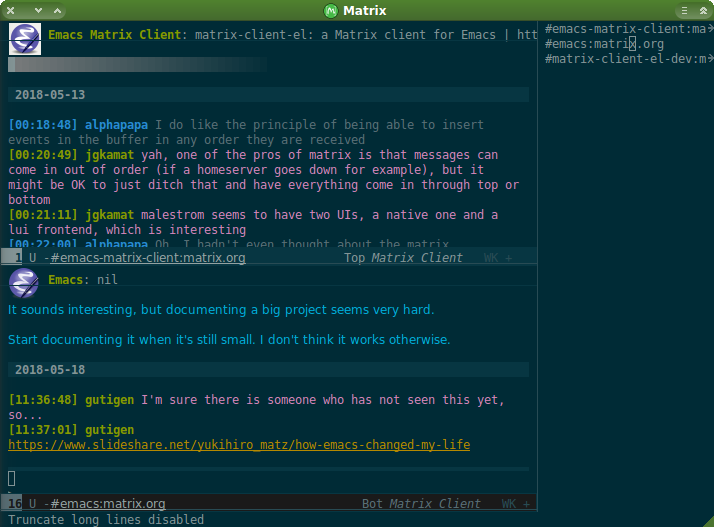 Matrix
Emacs Matrix Client: matrix-client-el: a Matrix client for Emacs | htt
2018-05-13
[00:18:48] alphapapa I do like the principle of being able to insert
events in the buffer in any order they are received
[00:20:49] jgkamat yah, one of the pros of matrix is that messages can
come in out of order (if a homeserver goes down for example), but it
might be OK to just ditch that and have everything come in through top or
bottom
[00:21:11] jgkamat malestrom seems to have two UIs, a native one and a
lui frontend, which is interesting
[00:22:00] alphapapa Oh, I hadn't even thought about the matrix
1 U -#emacs-matrix-client:matrix.org Top Matrix Client WK +
Emacs: nil
It sounds interesting, but documenting a big project seems very hard.
Start documenting it when it's still small. I don't think it works otherwise.
2018-05-18
[11:36:48] gutigen I'm sure there is someone who has not seen this yet,
so...
[11:37:01] gutigen
https://www.slideshare.net/yukihiro_matz/how-emacs-changed-my-life
16 U -#emacs:matrix.org Bot Matrix Client WK +
Truncate long lines disabled
#emacs-matrix-client:ma
#emacs:matrix.org
#matrix-client-el-dev:m